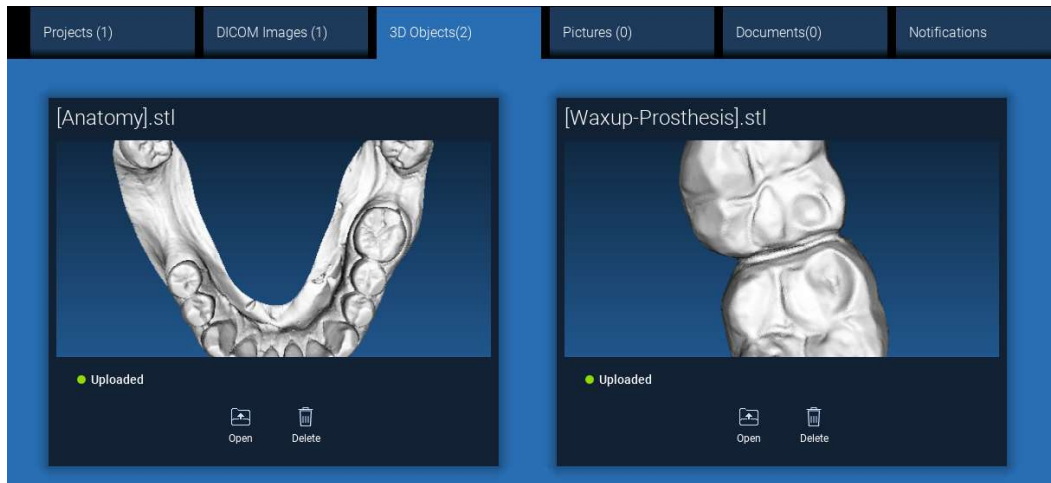 Projects (1) DICOM Images (1) 3D Objects(2) Pictures (0) Documents(0) Notifications
[Anatomy].stl
Uploaded
Open Delete
[Waxup-Prosthesis].stl
Uploaded
Open Delete